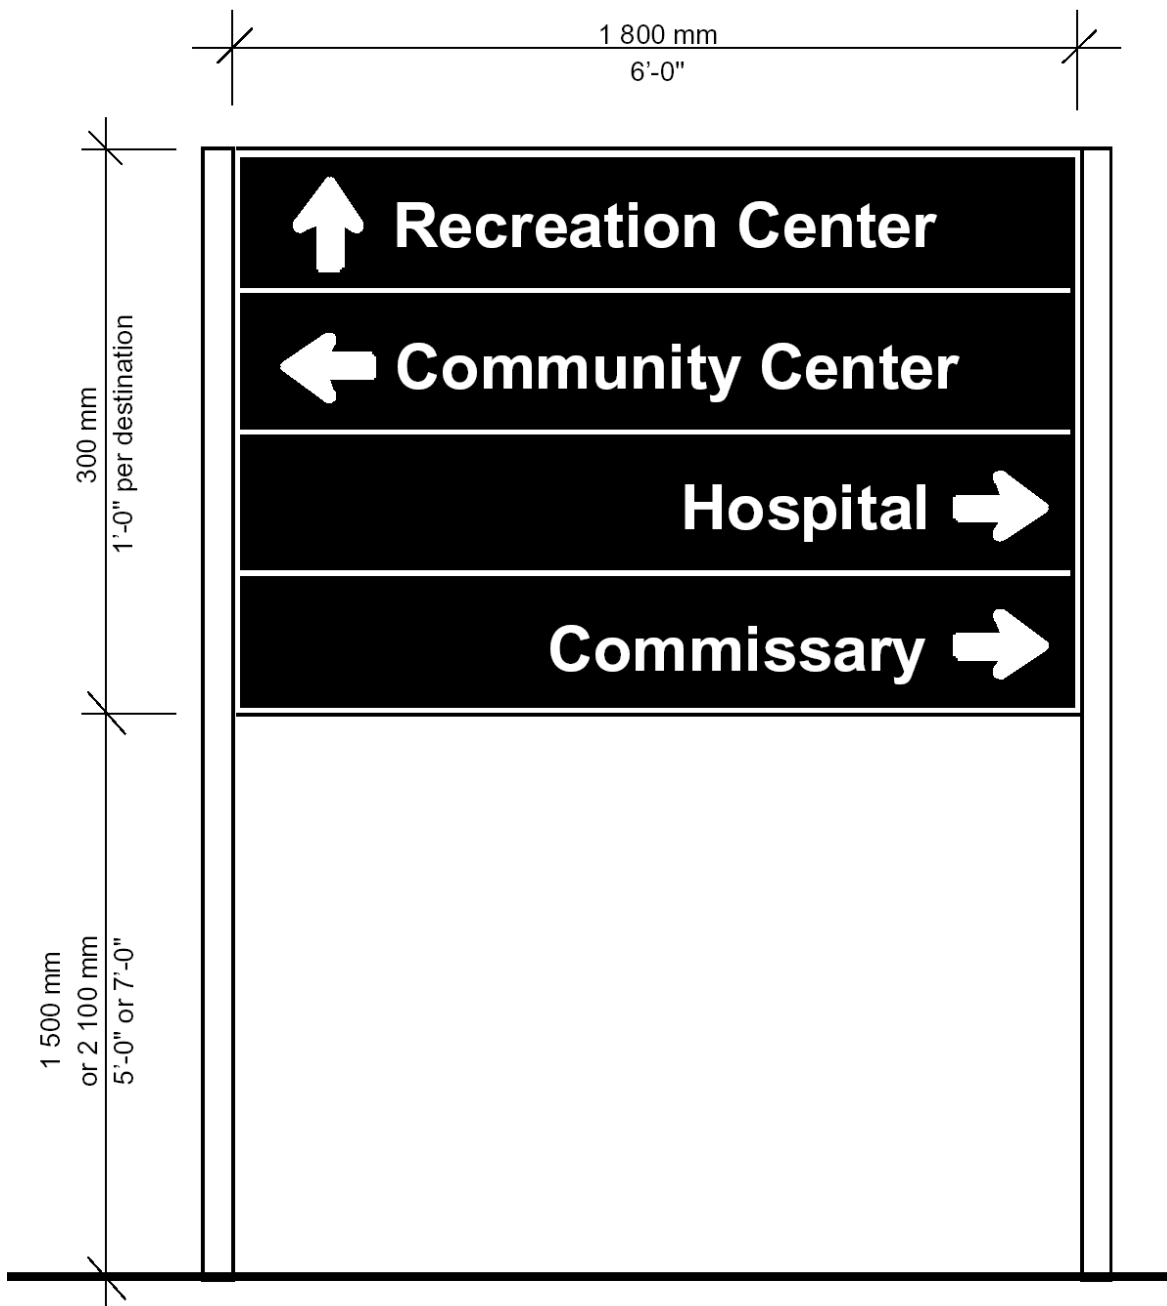 1 800 mm
6'-0"
Recreation Center
Community Center
Hospital
Commissary
300 mm
1'-0" per destination
1 500 mm
or 2 100 mm
5'-0" or 7'-0"